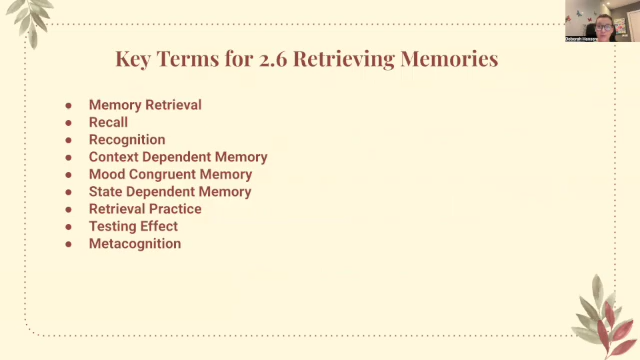 Key Terms for 2.6 Retrieving Memories
● Memory Retrieval
● Recall
● Recognition
● Context Dependent Memory
● Mood Congruent Memory
● State Dependent Memory
● Retrieval Practice
● Testing Effect
● Metacognition